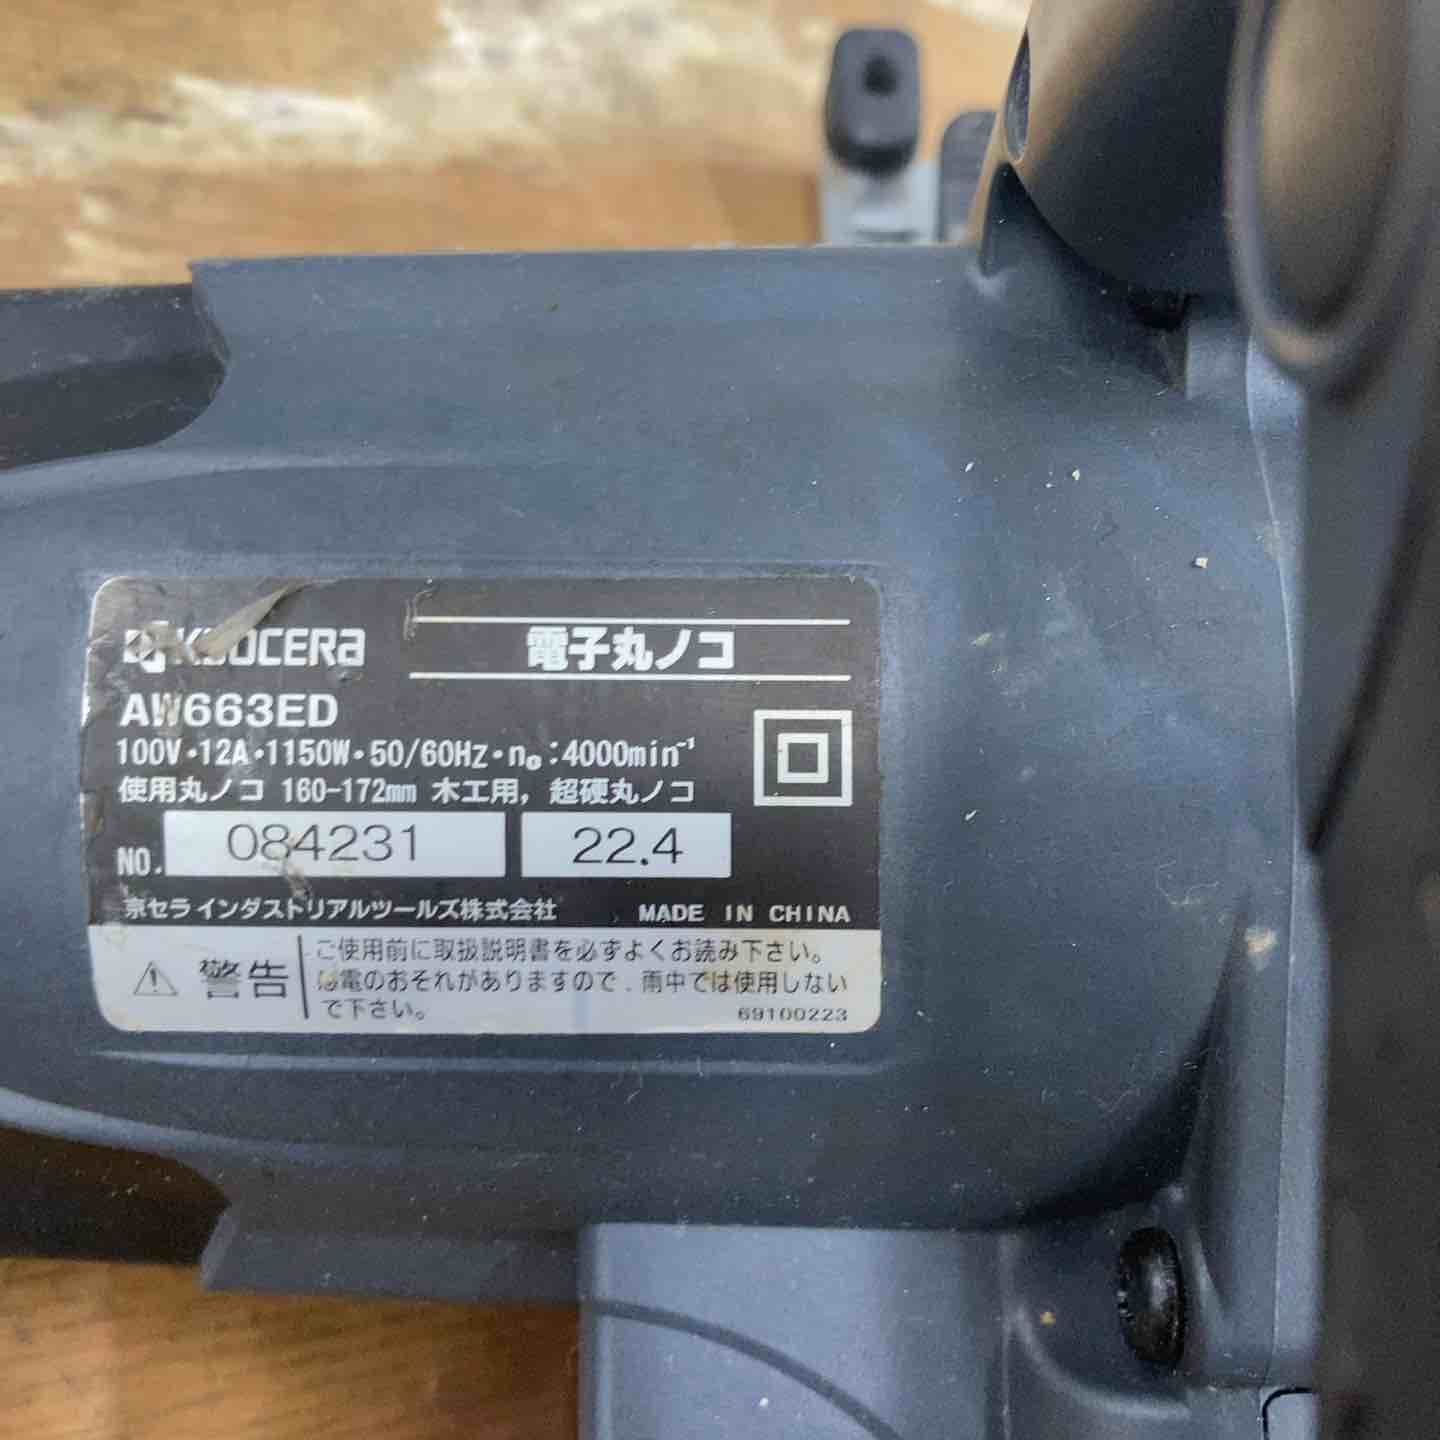 KYOCERA 電子丸ノコ
AW663ED
100V・12A・1150W・50/60Hz・n₀:4000min⁻¹
使用丸ノコ 160-172mm 木工用, 超硬丸ノコ
NO. 084231 22.4
京セラインダストリアルツールズ株式会社 MADE IN CHINA
警告
ご使用前に取扱説明書を必ずよくお読み下さい。
感電のおそれがありますので、雨中では使用しない
で下さい。
69100223